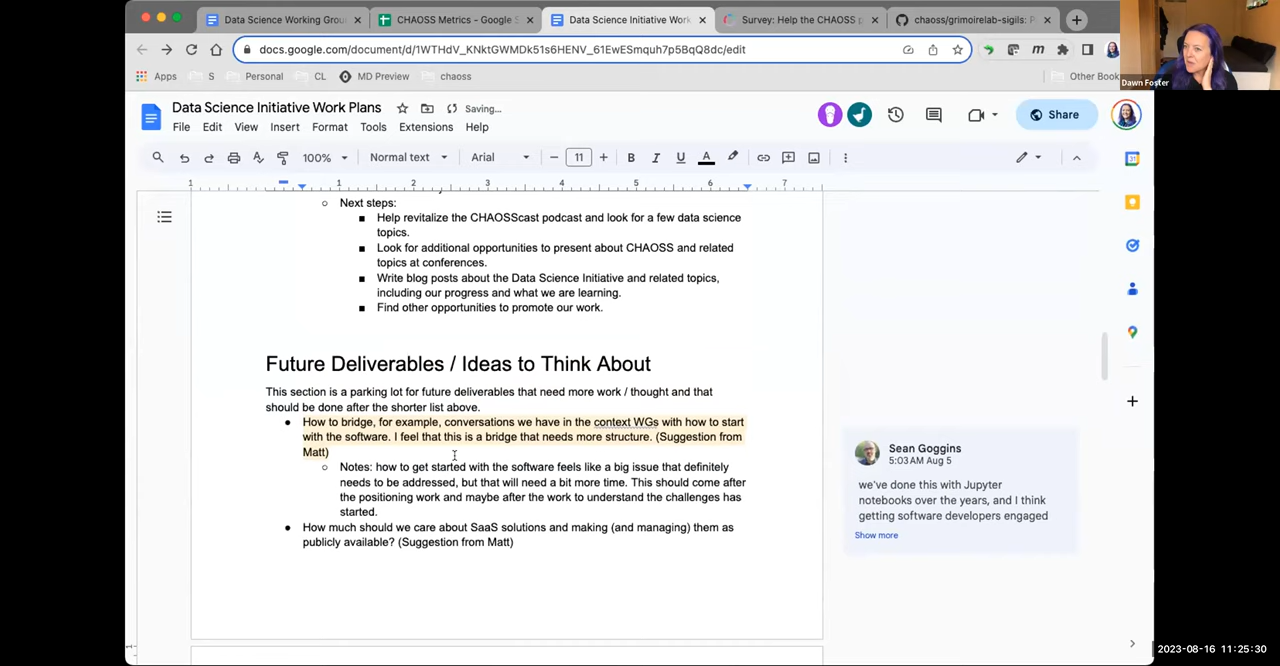 Data Science Working Grou
CHAOSS Metrics - Google S
Data Science Initiative Work
Survey: Help the CHAOSS p
chaoss/grimoirelab-sigils: P
docs.google.com/document/d/1WTHdV_KNktGWMDk51s6HENV_61EwESmquh7p5BqQ8dc/edit
Apps
S
Personal
CL
MD Preview
chaoss
Other Book
Dawn Foster
Data Science Initiative Work Plans
Saving...
File Edit View Insert Format Tools Extensions Help
Share
100%
Normal text
Arial
11
B I U A
1 1 2 3 4 5 6 7
Next steps:
Help revitalize the CHAOSScast podcast and look for a few data science
topics.
Look for additional opportunities to present about CHAOSS and related
topics at conferences.
Write blog posts about the Data Science Initiative and related topics,
including our progress and what we are learning.
Find other opportunities to promote our work.
Future Deliverables / Ideas to Think About
This section is a parking lot for future deliverables that need more work / thought and that
should be done after the shorter list above.
How to bridge, for example, conversations we have in the context WGs with how to start
with the software. I feel that this is a bridge that needs more structure. (Suggestion from
Matt)
Notes: how to get started with the software feels like a big issue that definitely
needs to be addressed, but that will need a bit more time. This should come after
the positioning work and maybe after the work to understand the challenges has
started.
How much should we care about SaaS solutions and making (and managing) them as
publicly available? (Suggestion from Matt)
Sean Goggins
5:03 AM Aug 5
we've done this with Jupyter
notebooks over the years, and I think
getting software developers engaged
Show more
2023-08-16 11:25:30